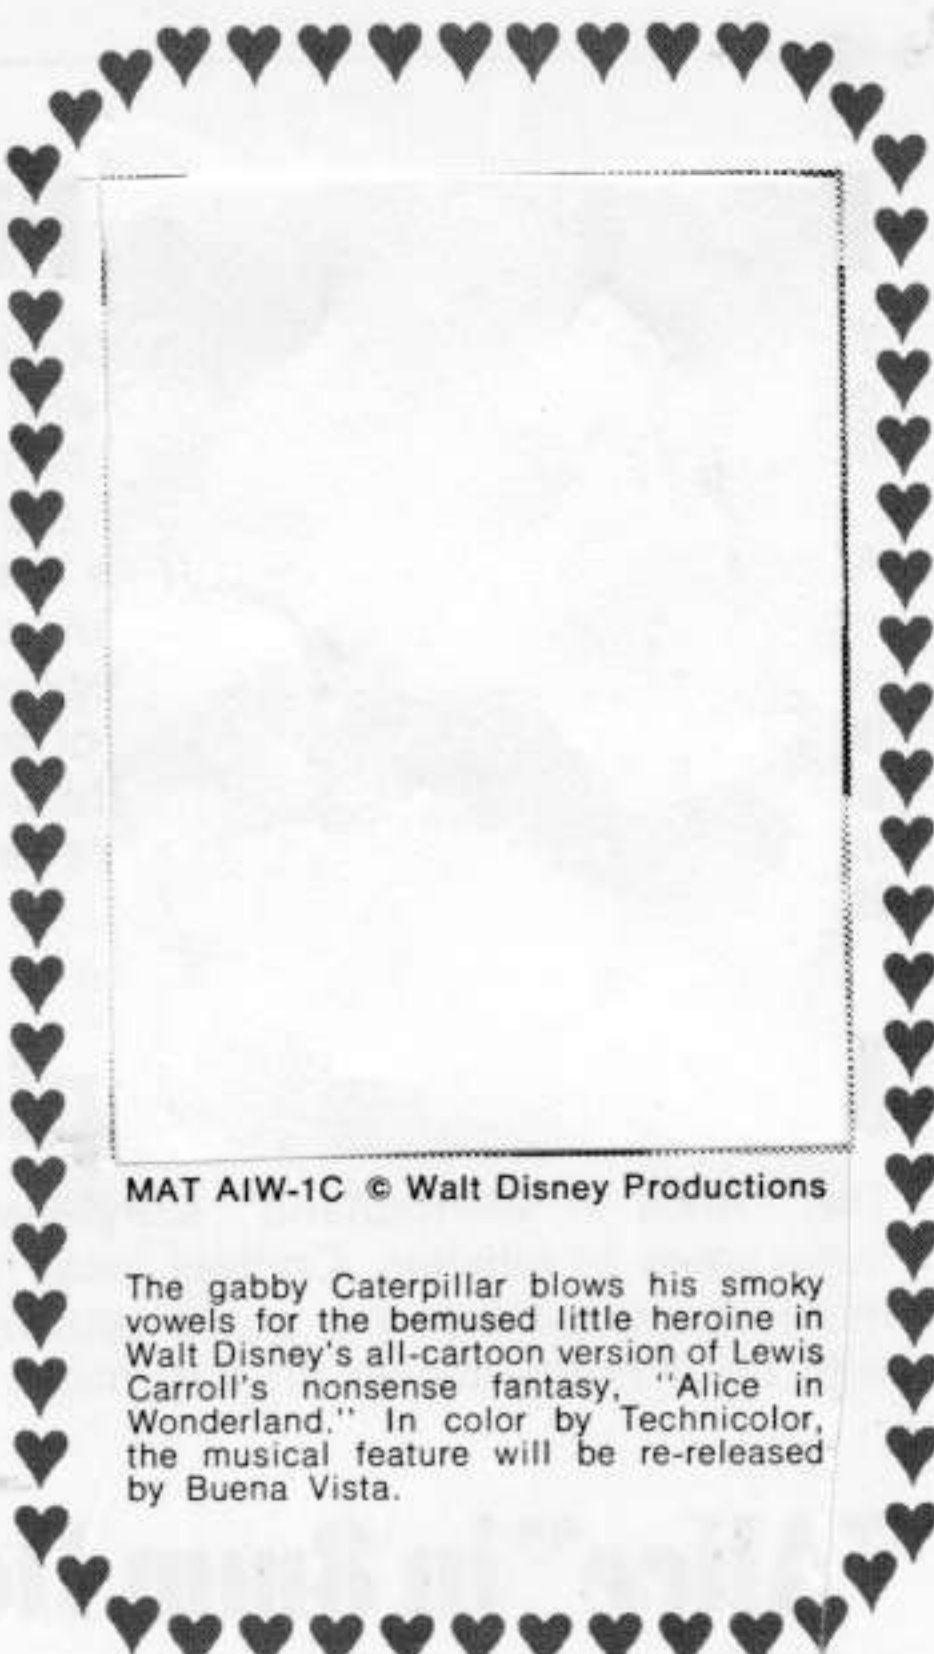 MAT AIW-1C © Walt Disney Productions
The gabby Caterpillar blows his smoky
vowels for the bemused little heroine in
Walt Disney's all-cartoon version of Lewis
Carroll's nonsense fantasy, "Alice in
Wonderland." In color by Technicolor,
the musical feature will be re-released
by Buena Vista.